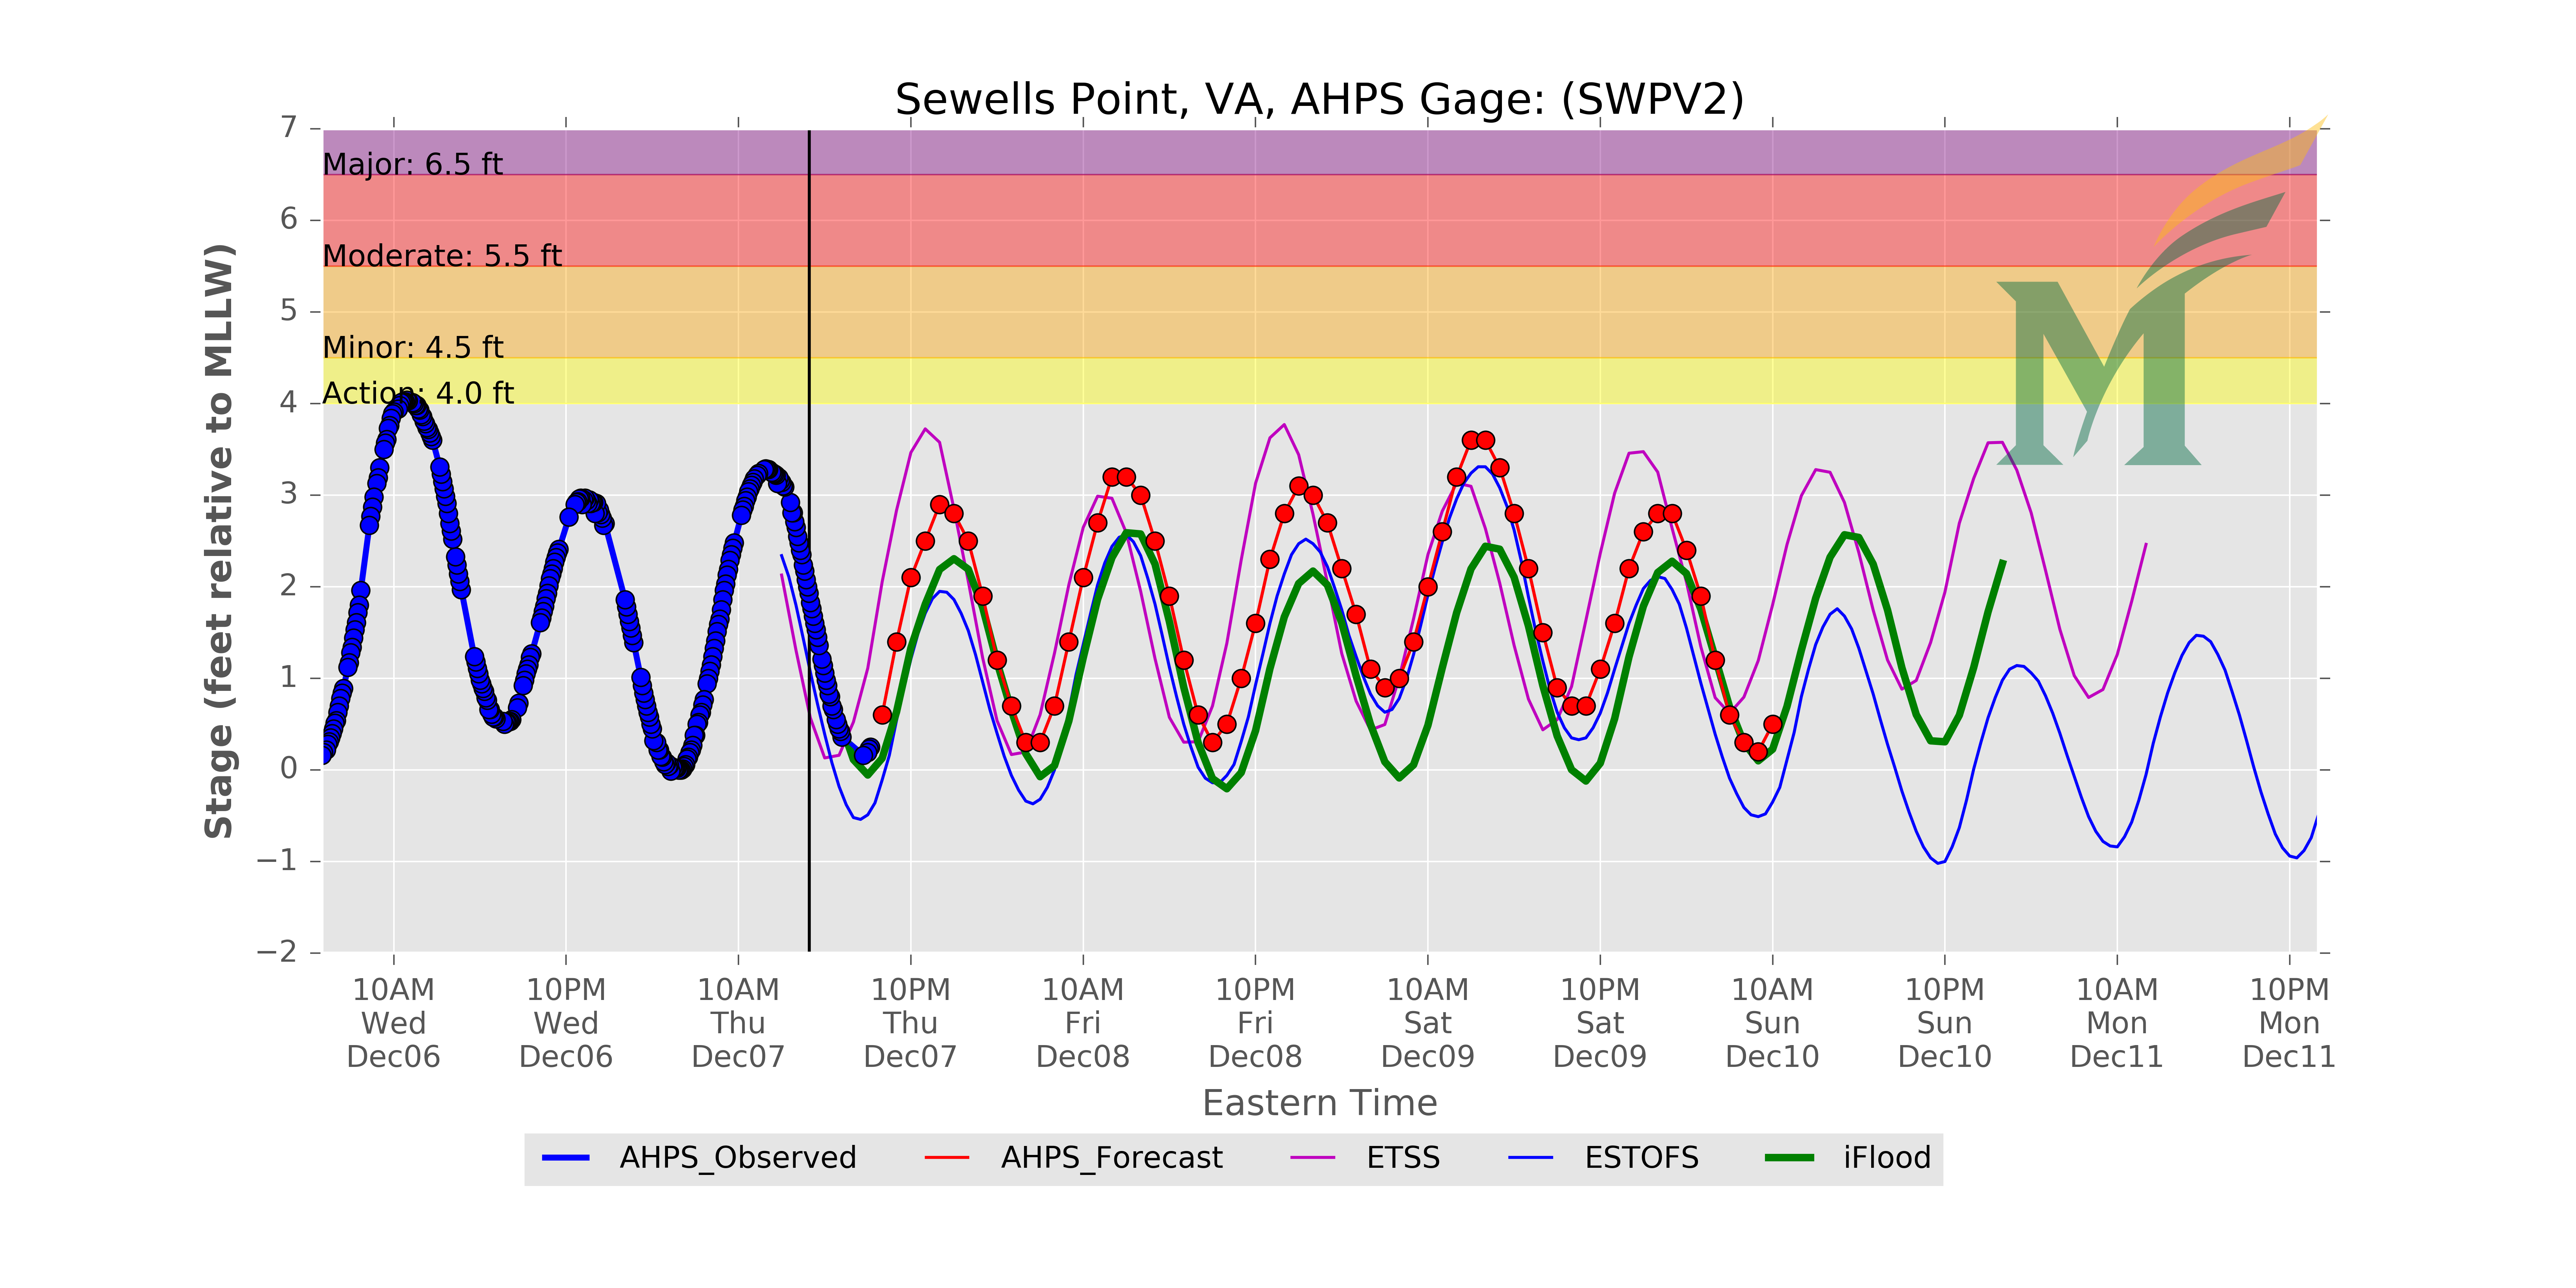 Sewells Point, VA, AHPS Gage: (SWPV2)
7
6
5
4
3
2
1
0
−1
−2
Stage (feet relative to MLLW)
Major: 6.5 ft
Moderate: 5.5 ft
Minor: 4.5 ft
Action: 4.0 ft
M
10AM Wed Dec06
10PM Wed Dec06
10AM Thu Dec07
10PM Thu Dec07
10AM Fri Dec08
10PM Fri Dec08
10AM Sat Dec09
10PM Sat Dec09
10AM Sun Dec10
10PM Sun Dec10
10AM Mon Dec11
10PM Mon Dec11
Eastern Time
AHPS_Observed
AHPS_Forecast
ETSS
ESTOFS
iFlood